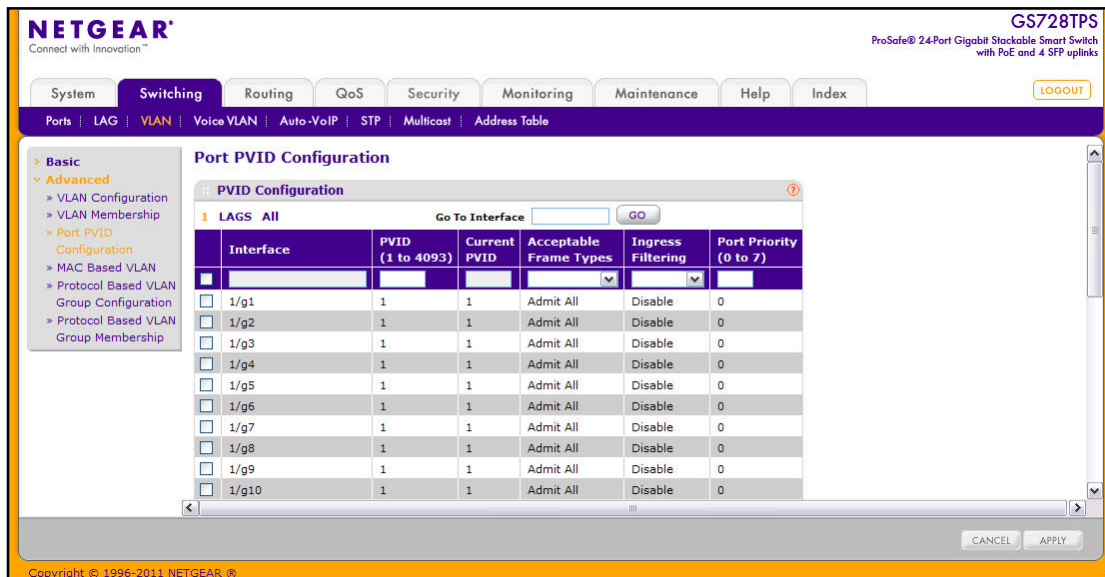 NETGEAR®
Connect with Innovation™
GS728TPS
ProSafe® 24-Port Gigabit Stackable Smart Switch
with PoE and 4 SFP uplinks
System Switching Routing QoS Security Monitoring Maintenance Help Index LOGOUT
Ports LAG VLAN Voice VLAN Auto-VoIP STP Multicast Address Table
Basic
Advanced
» VLAN Configuration
» VLAN Membership
» Port PVID
Configuration
» MAC Based VLAN
» Protocol Based VLAN
Group Configuration
» Protocol Based VLAN
Group Membership
Port PVID Configuration
PVID Configuration ?
1 LAGS All Go To Interface GO
Interface PVID (1 to 4093) Current PVID Acceptable Frame Types Ingress Filtering Port Priority (0 to 7)
1/g1 1 1 Admit All Disable 0
1/g2 1 1 Admit All Disable 0
1/g3 1 1 Admit All Disable 0
1/g4 1 1 Admit All Disable 0
1/g5 1 1 Admit All Disable 0
1/g6 1 1 Admit All Disable 0
1/g7 1 1 Admit All Disable 0
1/g8 1 1 Admit All Disable 0
1/g9 1 1 Admit All Disable 0
1/g10 1 1 Admit All Disable 0
CANCEL APPLY
Copyright © 1996-2011 NETGEAR ®